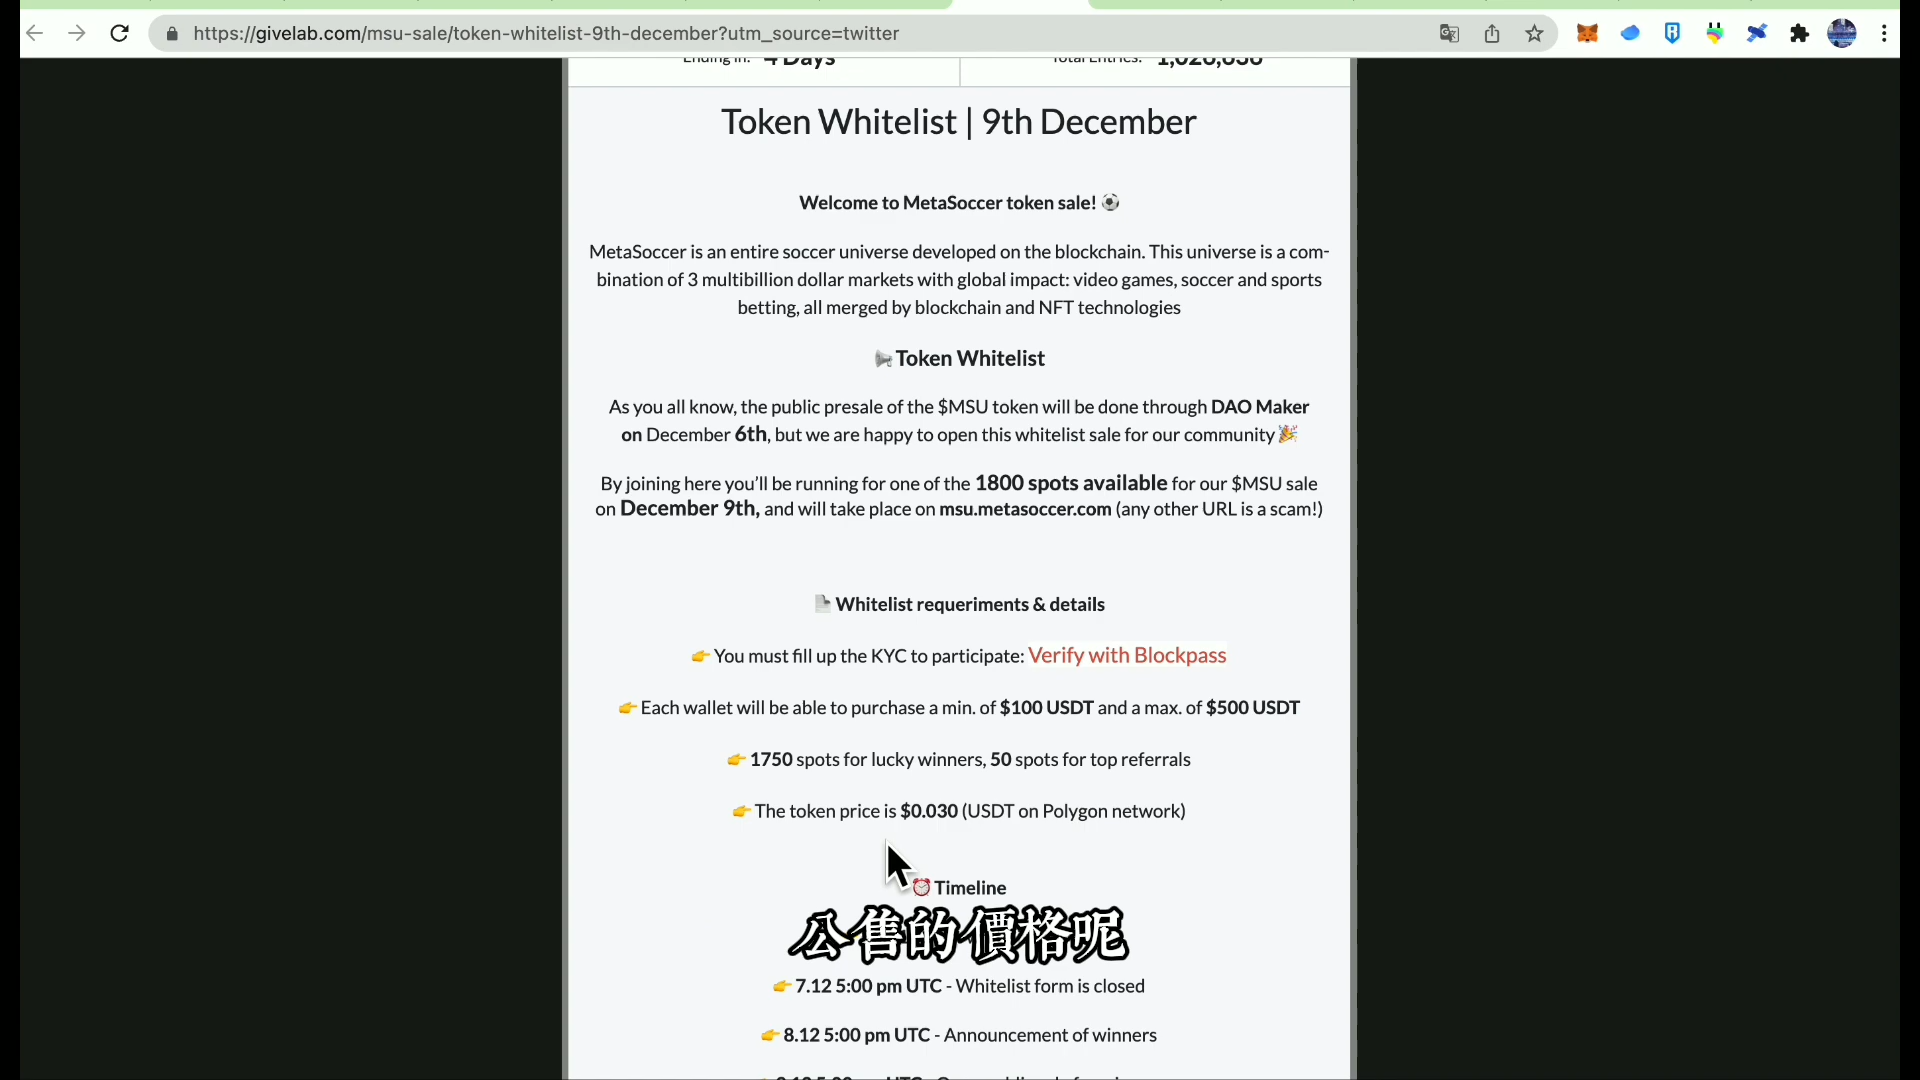 https://givelab.com/msu-sale/token-whitelist-9th-december?utm_source=twitter
Ending in: 4 Days
Total Entries:
Token Whitelist | 9th December
Welcome to MetaSoccer token sale! ⚽
MetaSoccer is an entire soccer universe developed on the blockchain. This universe is a com-
bination of 3 multibillion dollar markets with global impact: video games, soccer and sports
betting, all merged by blockchain and NFT technologies
📢Token Whitelist
As you all know, the public presale of the $MSU token will be done through DAO Maker
on December 6th, but we are happy to open this whitelist sale for our community🎉
By joining here you'll be running for one of the 1800 spots available for our $MSU sale
on December 9th, and will take place on msu.metasoccer.com (any other URL is a scam!)
📄Whitelist requeriments & details
👉You must fill up the KYC to participate: Verify with Blockpass
👉Each wallet will be able to purchase a min. of $100 USDT and a max. of $500 USDT
👉1750 spots for lucky winners, 50 spots for top referrals
👉The token price is $0.030 (USDT on Polygon network)
⏰Timeline
公售的價格呢
👉7.12 5:00 pm UTC - Whitelist form is closed
👉8.12 5:00 pm UTC - Announcement of winners